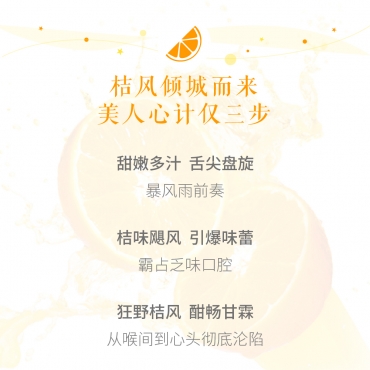 桔风倾城而来
美人心计仅三步
甜嫩多汁 舌尖盘旋
暴风雨前奏
桔味飓风 引爆味蕾
霸占乏味口腔
狂野桔风 酣畅甘霖
从喉间到心头彻底沦陷